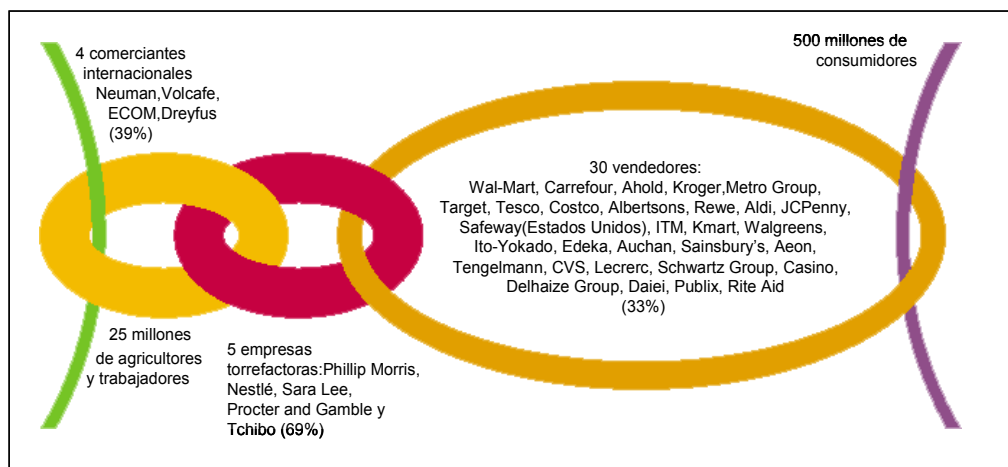 4 comerciantes
internacionales
Neuman,Volcafe,
ECOM,Dreyfus
(39%)
500 millones de
consumidores
30 vendedores:
Wal-Mart, Carrefour, Ahold, Kroger,Metro Group,
Target, Tesco, Costco, Albertsons, Rewe, Aldi, JCPenny,
Safeway(Estados Unidos), ITM, Kmart, Walgreens,
Ito-Yokado, Edeka, Auchan, Sainsbury's, Aeon,
Tengelmann, CVS, Lecrerc, Schwartz Group, Casino,
Delhaize Group, Daiei, Publix, Rite Aid
(33%)
25 millones
de agricultores
y trabajadores
5 empresas
torrefactoras:Phillip Morris,
Nestlé, Sara Lee,
Procter and Gamble y
Tchibo (69%)